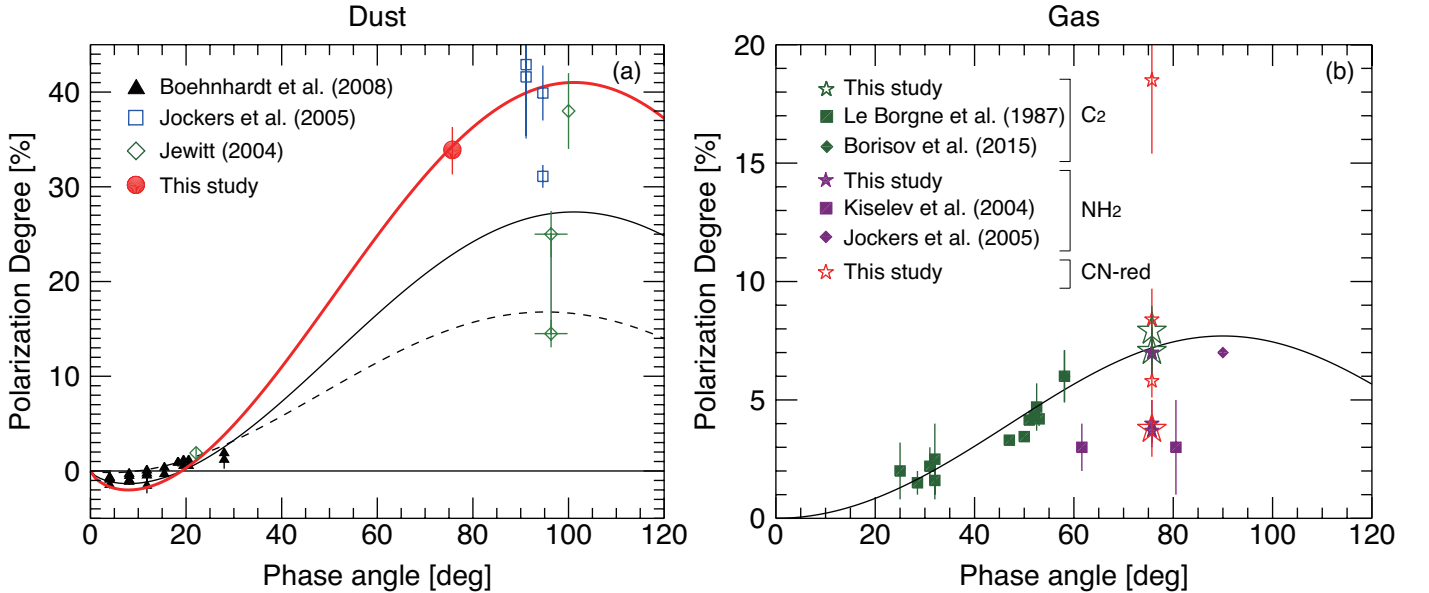 Dust
Polarization Degree [%]
40
30
20
10
0
(a)
Boehnhardt et al. (2008)
Jockers et al. (2005)
Jewitt (2004)
This study
0 20 40 60 80 100 120
Phase angle [deg]
Gas
Polarization Degree [%]
20
15
10
5
0
(b)
This study
Le Borgne et al. (1987)
Borisov et al. (2015)
C2
This study
Kiselev et al. (2004)
Jockers et al. (2005)
NH2
This study
CN-red
0 20 40 60 80 100 120
Phase angle [deg]